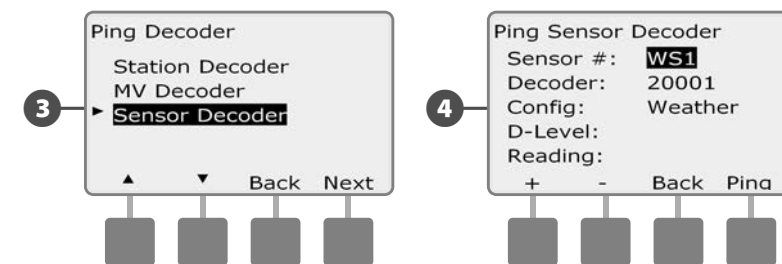 3
Ping Decoder
Station Decoder
MV Decoder
► Sensor Decoder
▲ ▼ Back Next
4
Ping Sensor Decoder
Sensor #: WS1
Decoder: 20001
Config: Weather
D-Level:
Reading:
+ - Back Ping